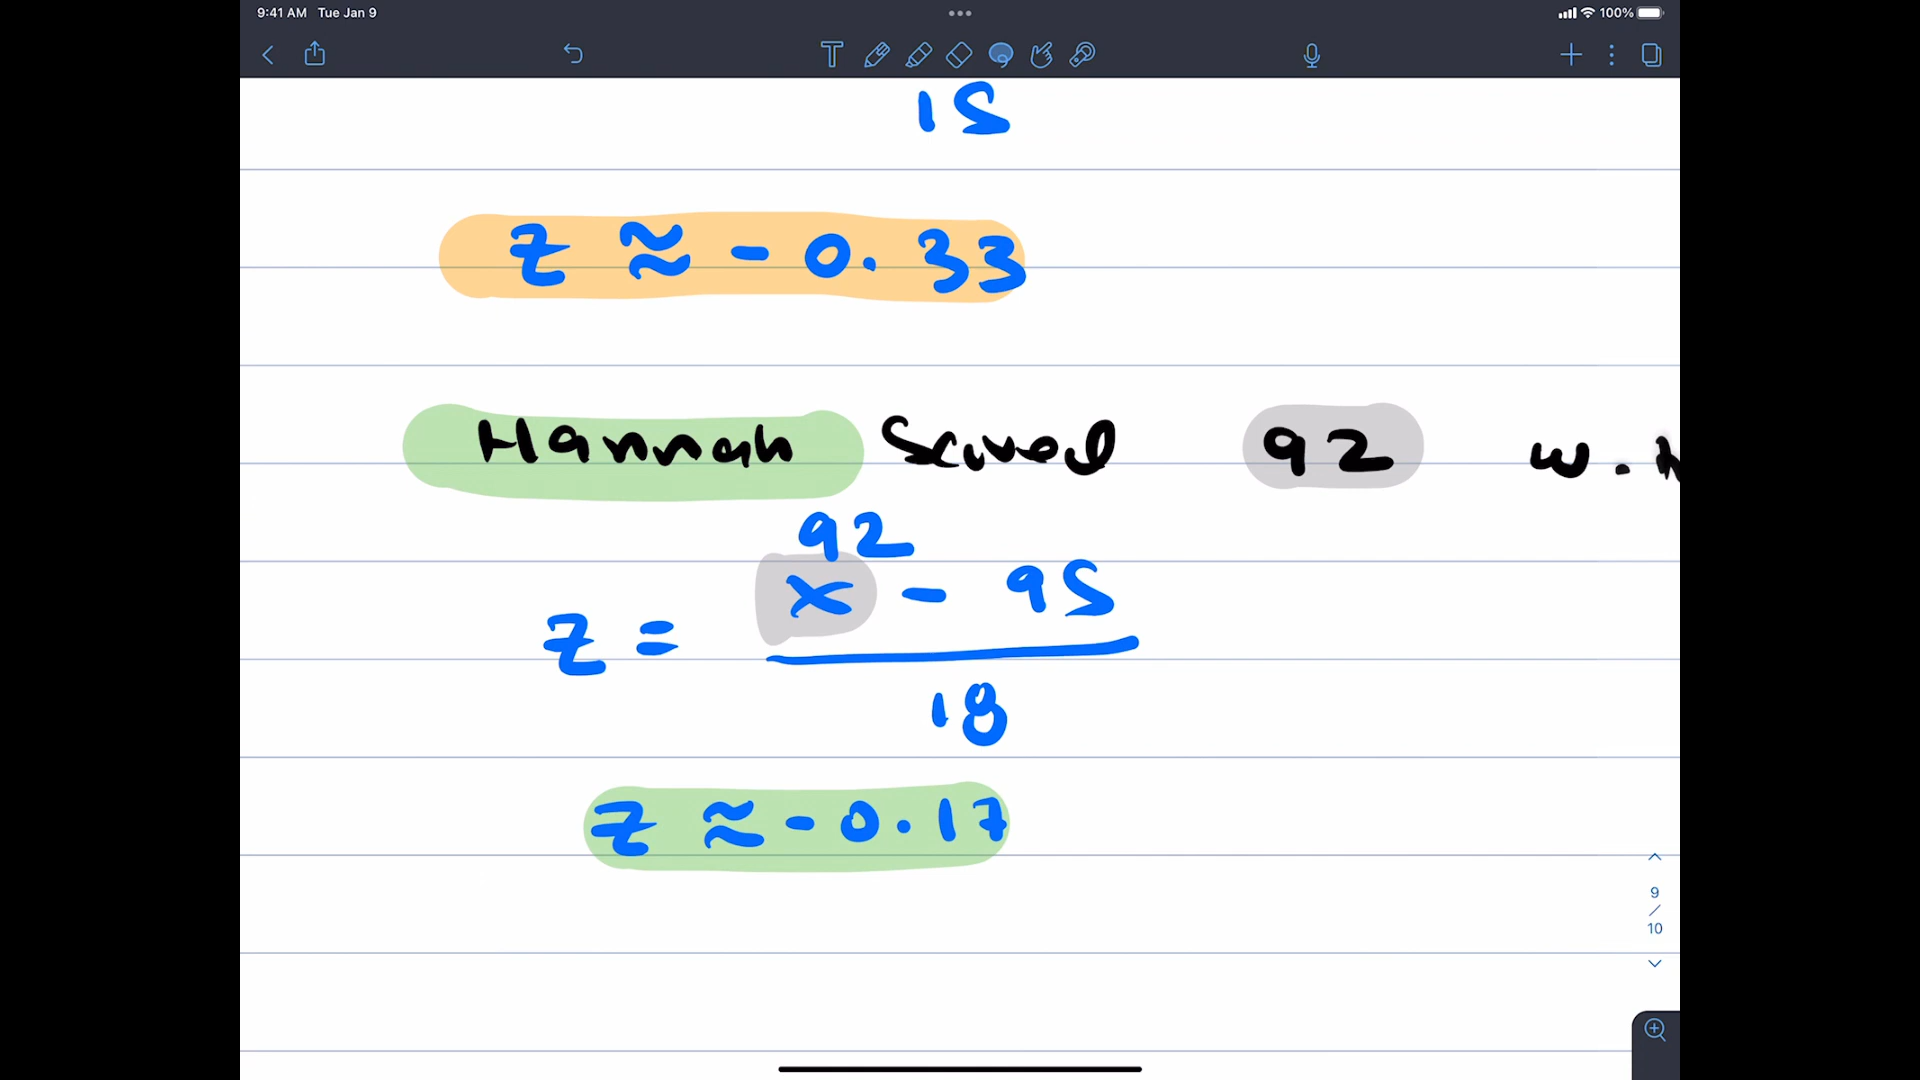 9:41 AM Tue Jan 9
100%
15
z ≈ - 0.33
Hannah Scored 92
92
x - 95
z =
18
z ≈ - 0.17
9
/
10